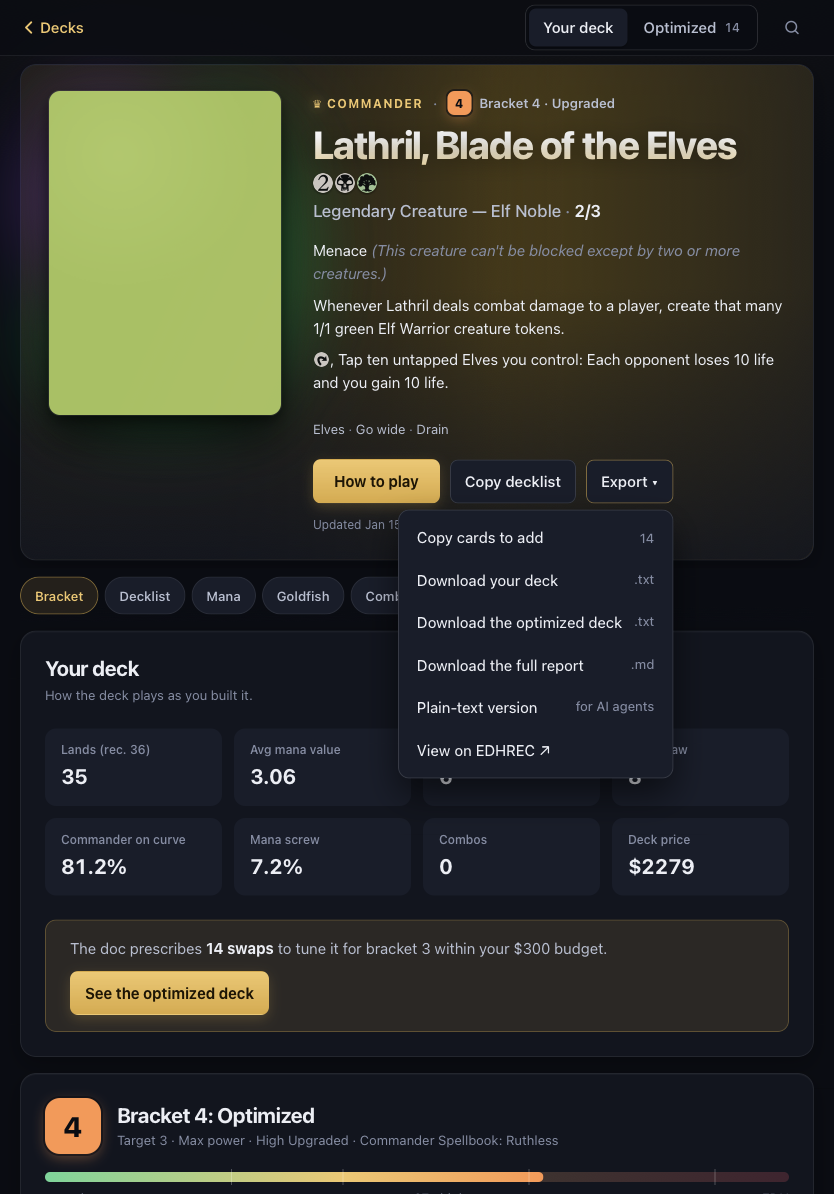 Decks
Your deck
Optimized 14
COMMANDER · 4 Bracket 4 · Upgraded
Lathril, Blade of the Elves
2
Legendary Creature — Elf Noble · 2/3
Menace (This creature can't be blocked except by two or more
creatures.)
Whenever Lathril deals combat damage to a player, create that many
1/1 green Elf Warrior creature tokens.
, Tap ten untapped Elves you control: Each opponent loses 10 life
and you gain 10 life.
Elves · Go wide · Drain
How to play
Copy decklist
Export ▾
Updated Jan 15
Copy cards to add 14
Download your deck .txt
Download the optimized deck .txt
Download the full report .md
Plain-text version for AI agents
View on EDHREC ↗
Bracket
Decklist
Mana
Goldfish
Your deck
How the deck plays as you built it.
Lands (rec. 36)
35
Avg mana value
3.06
Commander on curve
81.2%
Mana screw
7.2%
Combos
0
Deck price
$2279
The doc prescribes 14 swaps to tune it for bracket 3 within your $300 budget.
See the optimized deck
4
Bracket 4: Optimized
Target 3 · Max power · High Upgraded · Commander Spellbook: Ruthless